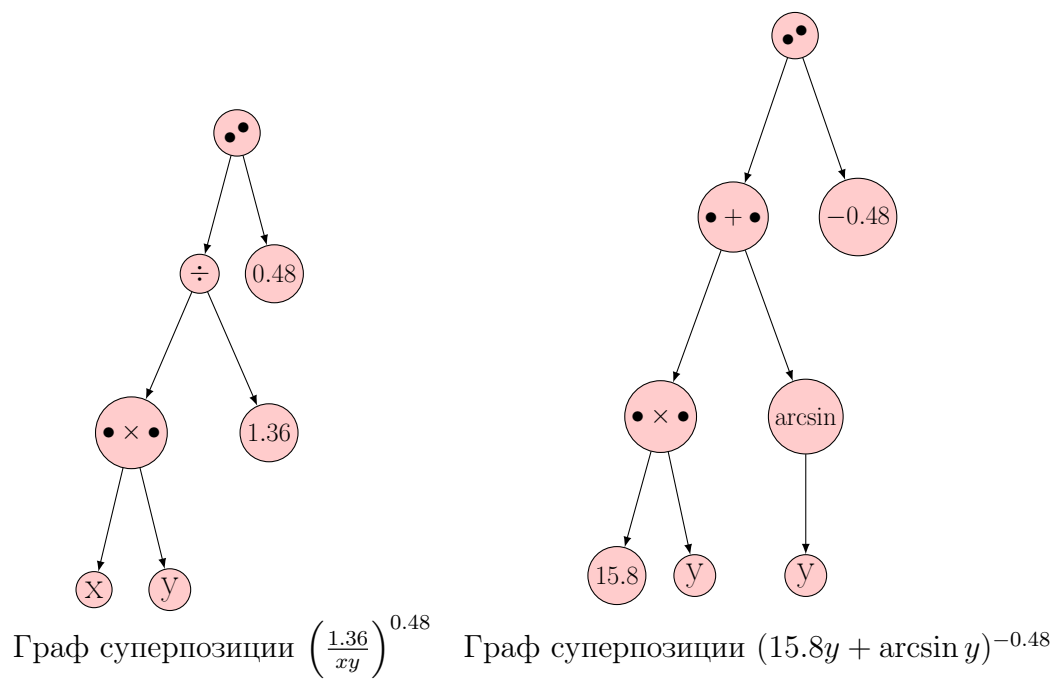 ÷
0.48
• × •
1.36
x
y
Граф суперпозиции (1.36/xy)^0.48
• + •
−0.48
• × •
arcsin
15.8
y
y
Граф суперпозиции (15.8y + arcsin y)^−0.48